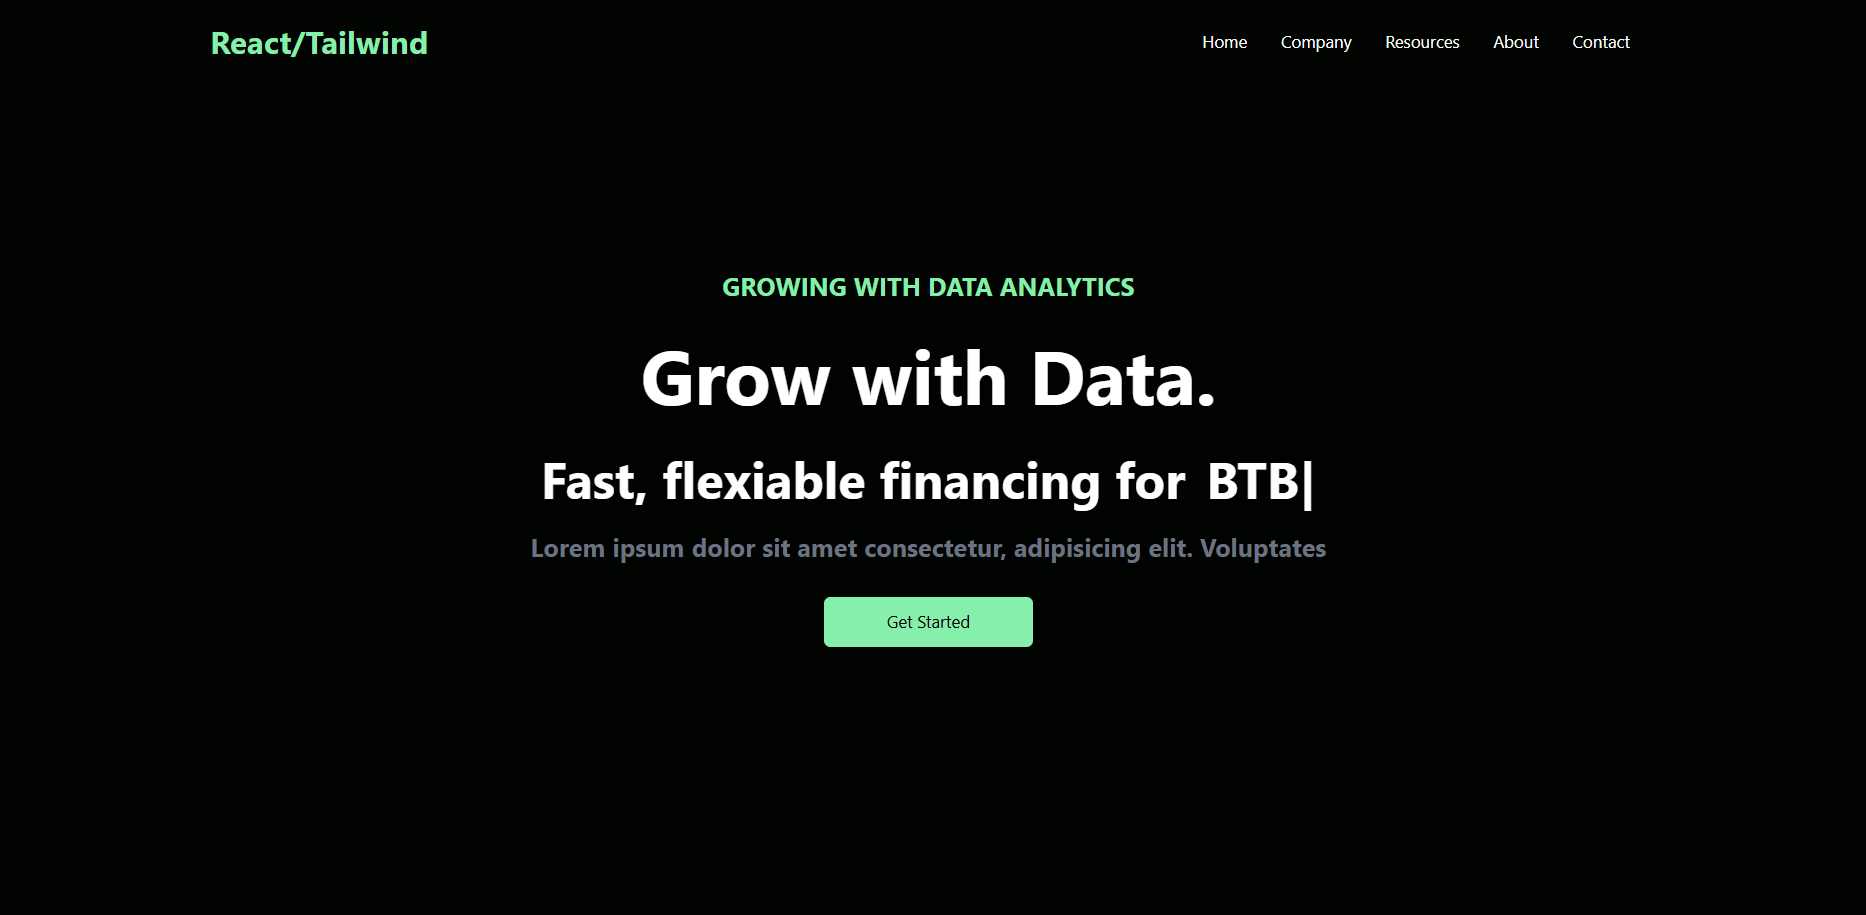 React/Tailwind
Home Company Resources About Contact
GROWING WITH DATA ANALYTICS
Grow with Data.
Fast, flexiable financing for BTB|
Lorem ipsum dolor sit amet consectetur, adipisicing elit. Voluptates
Get Started